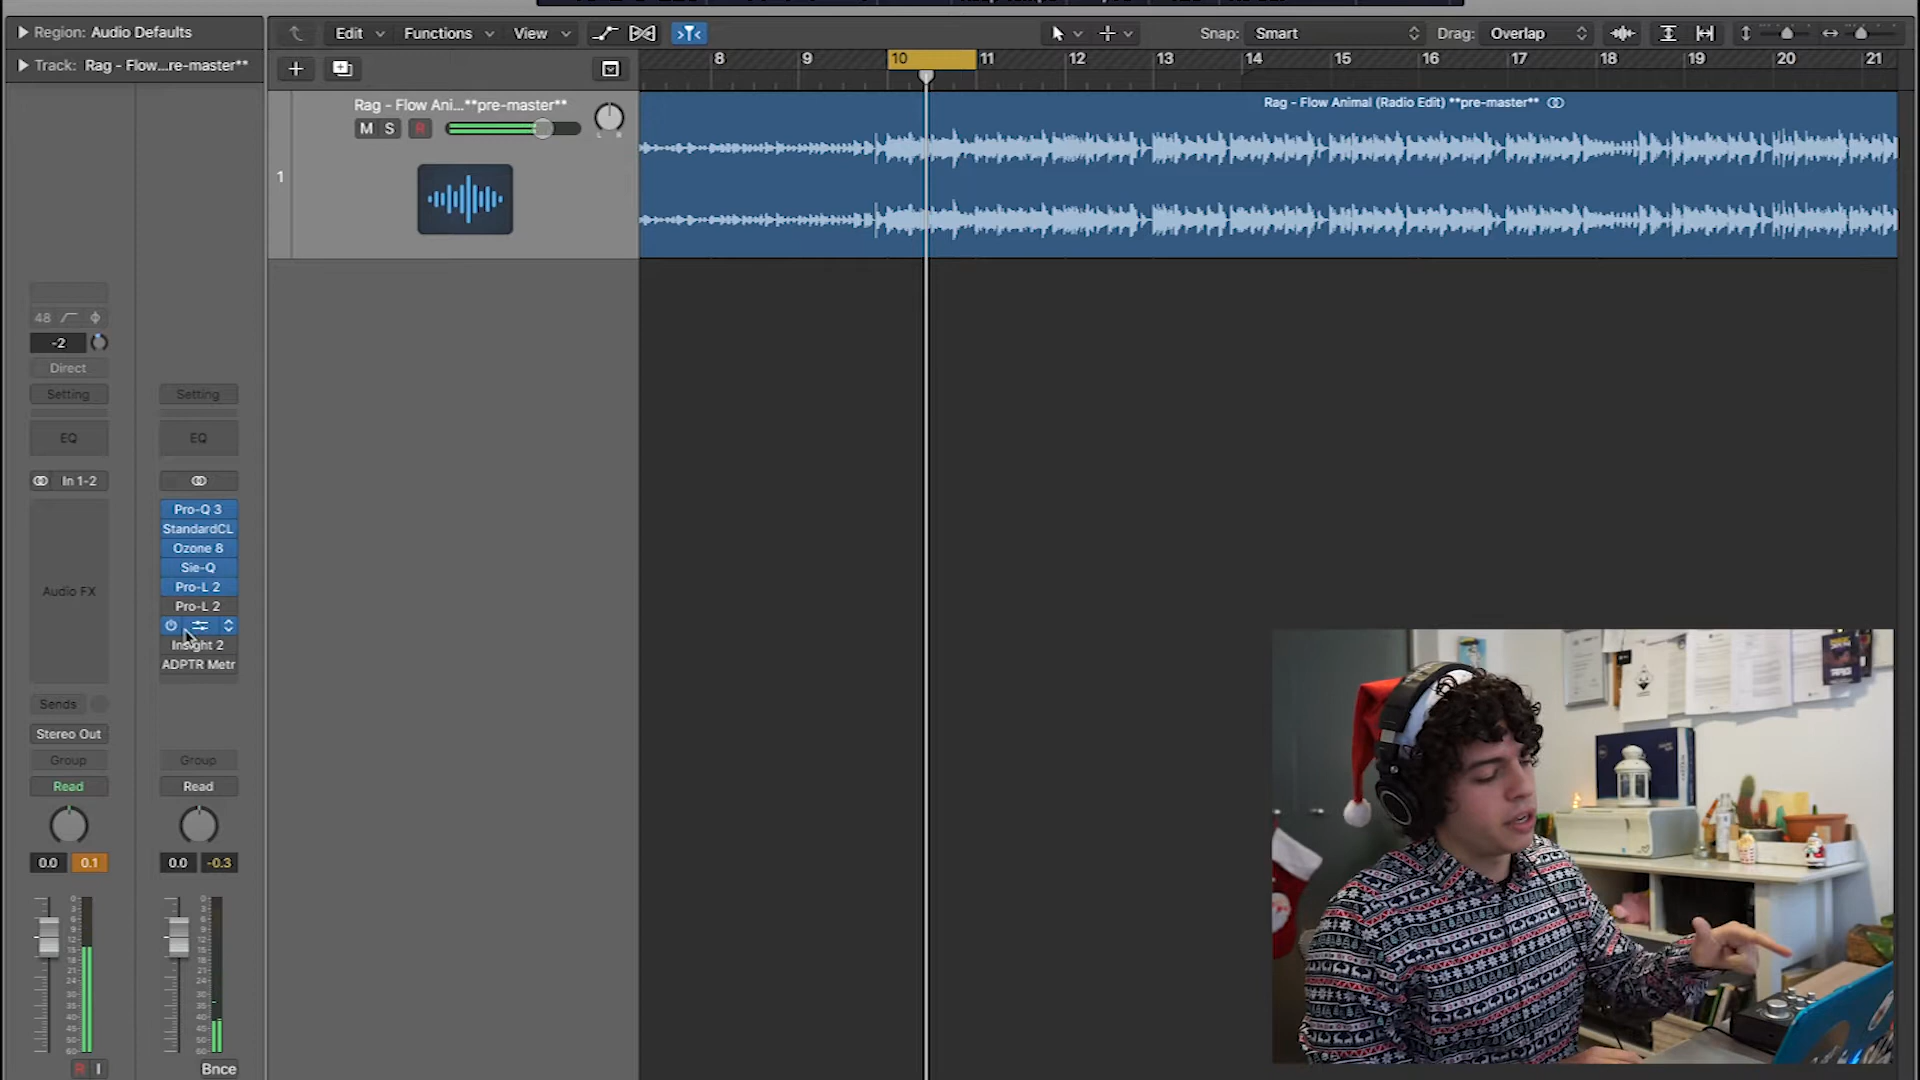 Region: Audio Defaults
Edit Functions View
Snap: Smart
Drag: Overlap
Track: Rag - Flow...re-master**
8 9 10 11 12 13 14 15 16 17 18 19 20 21
Rag - Flow Ani...**pre-master**
M S R
L R
1
Rag - Flow Animal (Radio Edit) **pre-master**
48
-2
Direct
Setting Setting
EQ EQ
In 1-2
Pro-Q 3
StandardCL
Ozone 8
Sie-Q
Pro-L 2
Pro-L 2
Insight 2
ADPTR Metr
Audio FX
Sends
Stereo Out
Group Group
Read Read
0.0 0.1 0.0 -0.3
R I Bnce